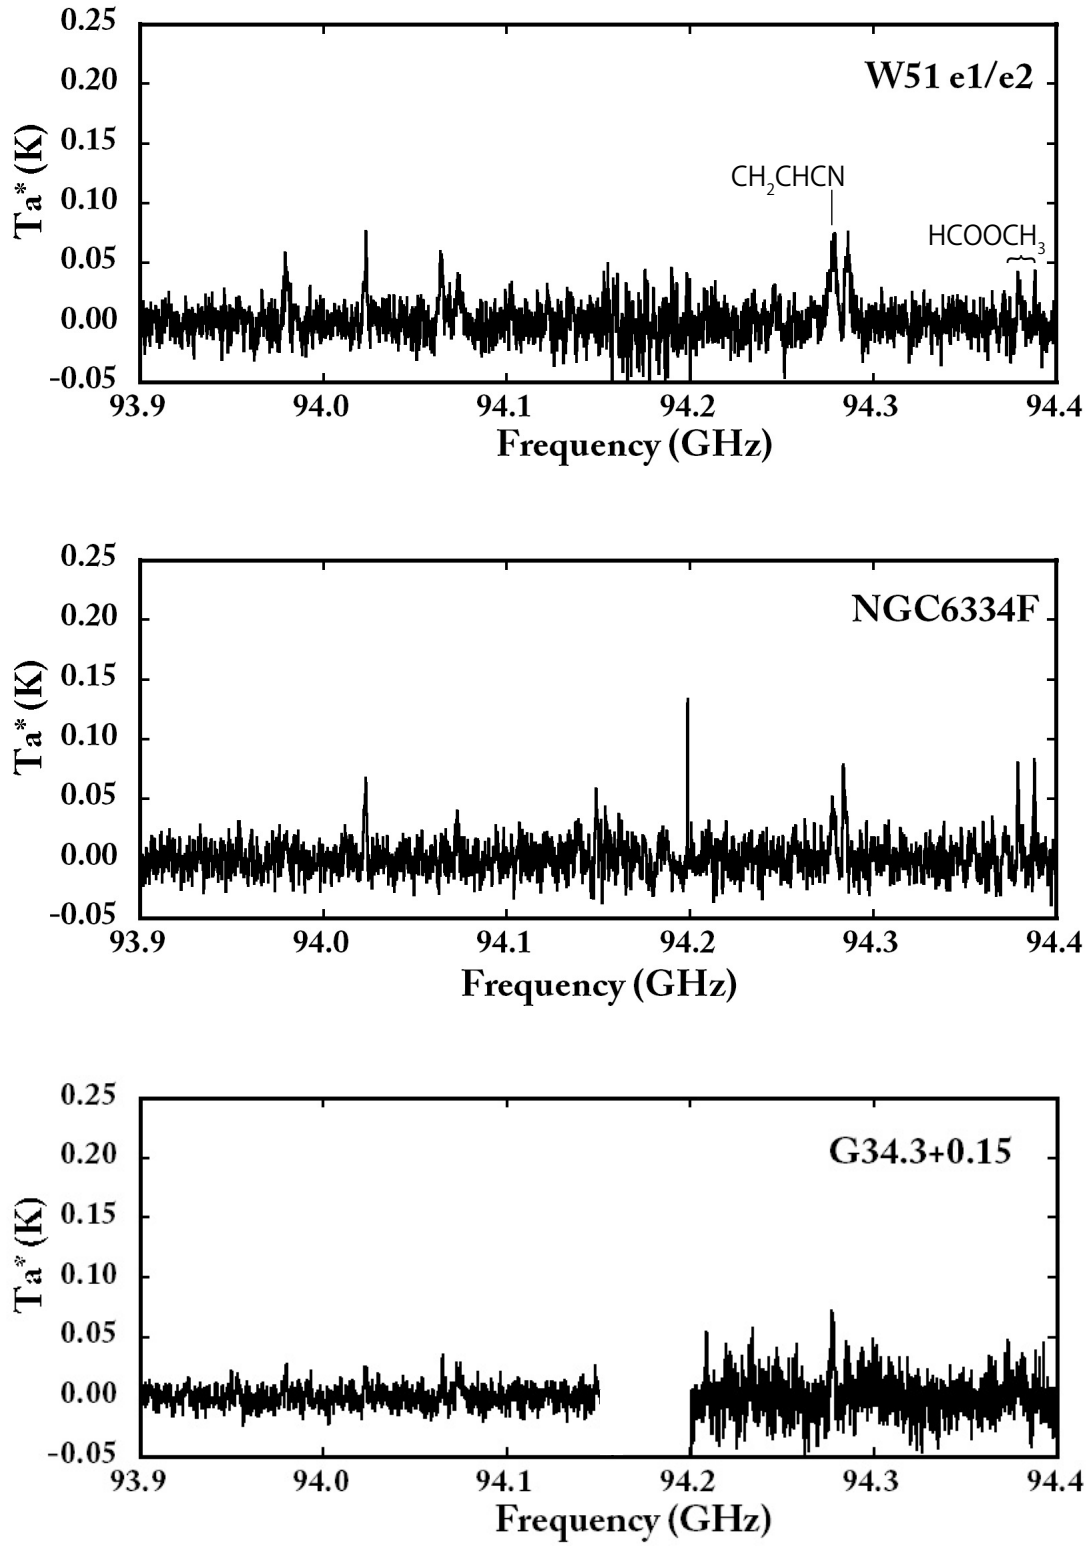 0.25
W51 e1/e2
0.20
0.15
CH₂CHCN
0.10
HCOOCH₃
0.05
0.00
-0.05
Ta* (K)
93.9 94.0 94.1 94.2 94.3 94.4
Frequency (GHz)
0.25
NGC6334F
0.20
0.15
0.10
0.05
0.00
-0.05
Ta* (K)
93.9 94.0 94.1 94.2 94.3 94.4
Frequency (GHz)
0.25
G34.3+0.15
0.20
0.15
0.10
0.05
0.00
-0.05
Ta* (K)
93.9 94.0 94.1 94.2 94.3 94.4
Frequency (GHz)